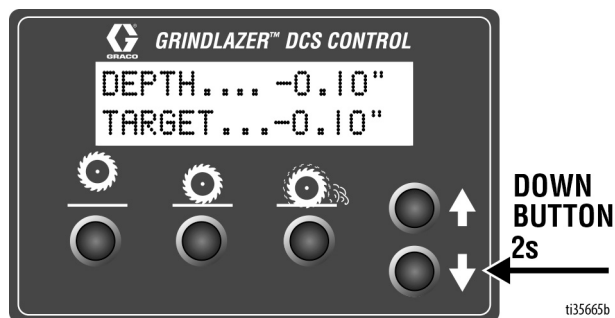 GRACO
GRINDLAZER™ DCS CONTROL
DEPTH.... -0.10"
TARGET...-0.10"
DOWN
BUTTON
2s
ti35665b